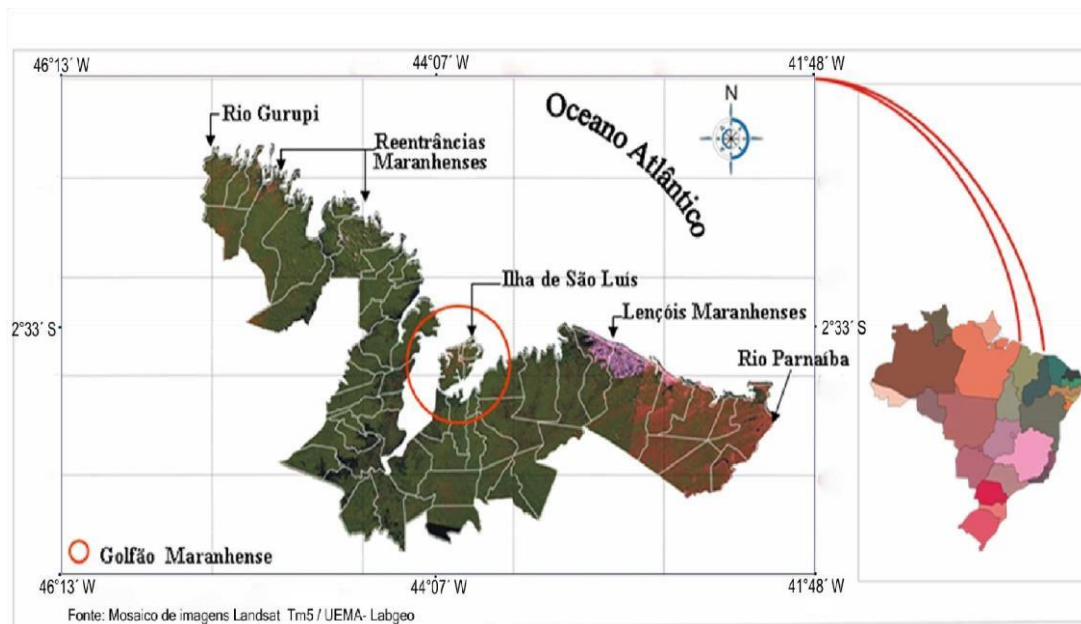 46°13´ W
44°07´ W
41°48´ W
Rio Gurupi
Reentrâncias
Maranhenses
Oceano Atlântico
N
Ilha de São Luís
2°33´ S
Lençóis Maranhenses
2°33´ S
Rio Parnaíba
Golfão Maranhense
46°13´ W
44°07´ W
41°48´ W
Fonte: Mosaico de imagens Landsat Tm5 / UEMA- Labgeo